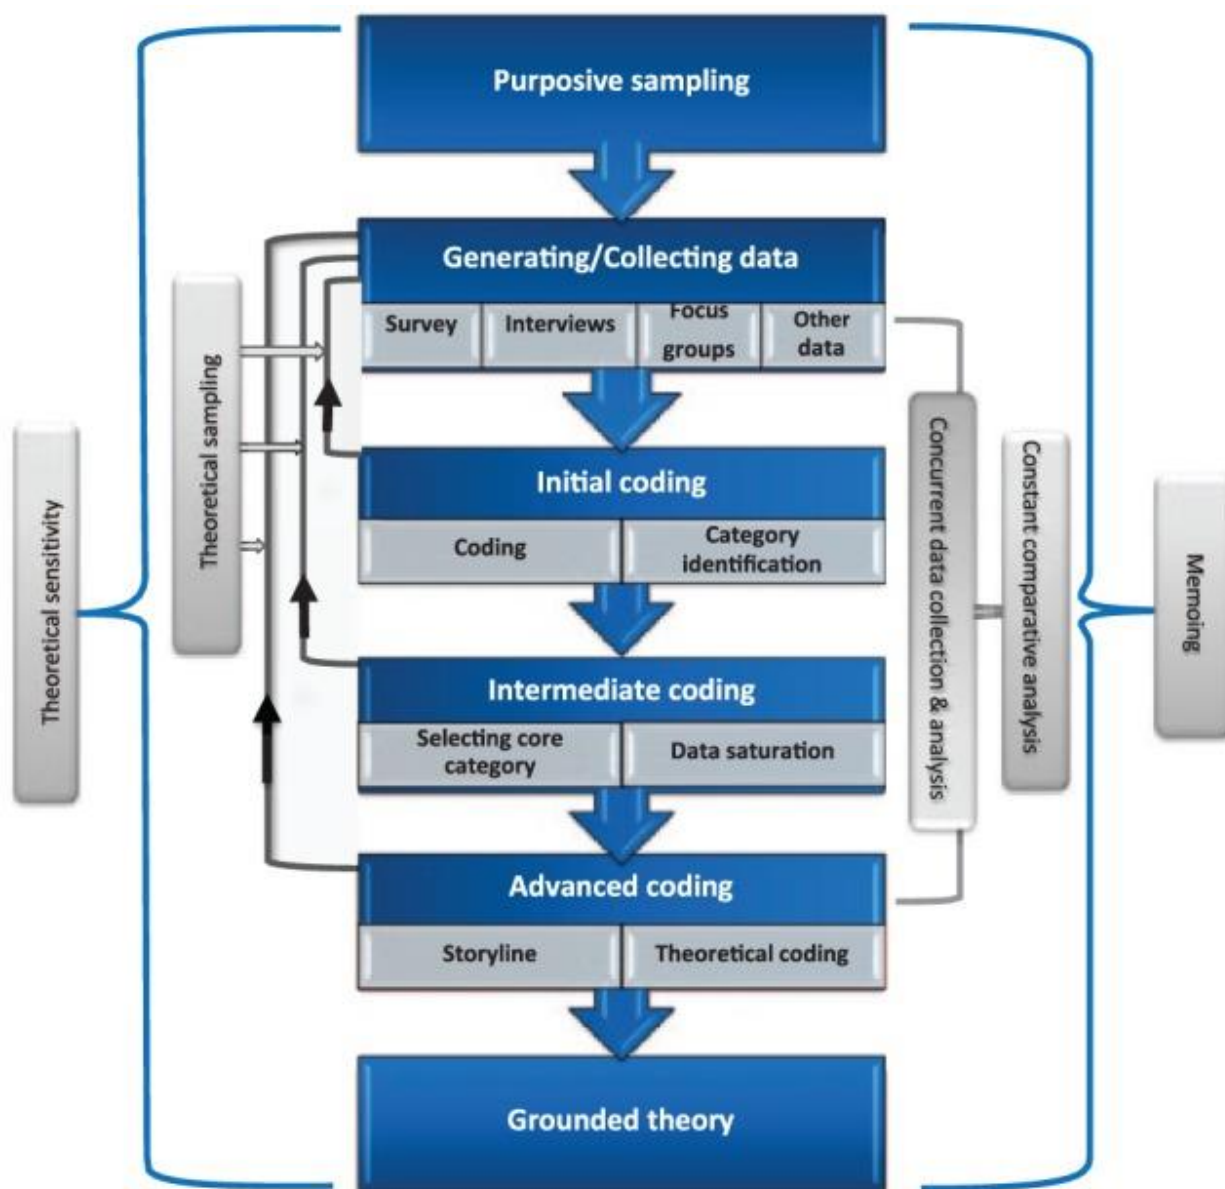 Purposive sampling
Generating/Collecting data
Survey
Interviews
Focus
groups
Other
data
Initial coding
Coding
Category
identification
Intermediate coding
Selecting core
category
Data saturation
Advanced coding
Storyline
Theoretical coding
Grounded theory
Theoretical sensitivity
Theoretical sampling
Concurrent data collection & analysis
Constant comparative analysis
Memoing